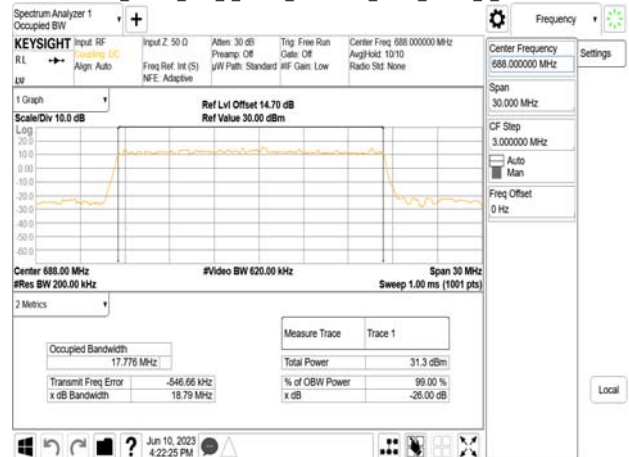 Spectrum Analyzer 1
Occupied BW
Frequency
KEYSIGHT
RL
Input: RF
Coupling: DC
Align: Auto
Input Z: 50 Ω
Freq Ref: Int (S)
NFE: Adaptive
Atten: 30 dB
Preamp: Off
µW Path: Standard
Trig: Free Run
Gate: Off
#IF Gain: Low
Center Freq: 688.000000 MHz
Avg|Hold: 10/10
Radio Std: None
Center Frequency
688.000000 MHz
Settings
Span
30.000 MHz
CF Step
3.000000 MHz
Auto
Man
Freq Offset
0 Hz
Local
1 Graph
Scale/Div 10.0 dB
Ref Lvl Offset 14.70 dB
Ref Value 30.00 dBm
Log
20.0
10.0
0.00
-10.0
-20.0
-30.0
-40.0
-50.0
-60.0
Center 688.00 MHz
#Res BW 200.00 kHz
#Video BW 620.00 kHz
Span 30 MHz
Sweep 1.00 ms (1001 pts)
2 Metrics
Measure Trace Trace 1
Occupied Bandwidth
17.776 MHz
Total Power 31.3 dBm
Transmit Freq Error -546.66 kHz
% of OBW Power 99.00 %
x dB Bandwidth 18.79 MHz
x dB -26.00 dB
Jun 10, 2023
4:22:25 PM